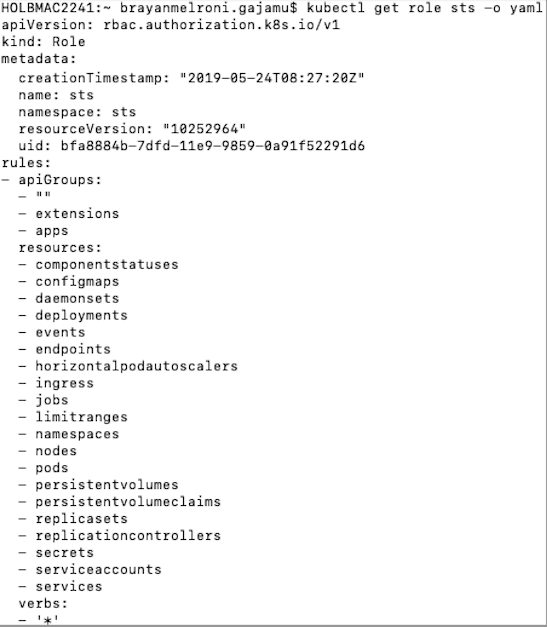 HOLBMAC2241:~ brayanmelroni.gajamu$ kubectl get role sts -o yaml
apiVersion: rbac.authorization.k8s.io/v1
kind: Role
metadata:
  creationTimestamp: "2019-05-24T08:27:20Z"
  name: sts
  namespace: sts
  resourceVersion: "10252964"
  uid: bfa8884b-7dfd-11e9-9859-0a91f52291d6
rules:
- apiGroups:
  - ""
  - extensions
  - apps
  resources:
  - componentstatuses
  - configmaps
  - daemonsets
  - deployments
  - events
  - endpoints
  - horizontalpodautoscalers
  - ingress
  - jobs
  - limitranges
  - namespaces
  - nodes
  - pods
  - persistentvolumes
  - persistentvolumeclaims
  - replicasets
  - replicationcontrollers
  - secrets
  - serviceaccounts
  - services
  verbs:
  - '*'